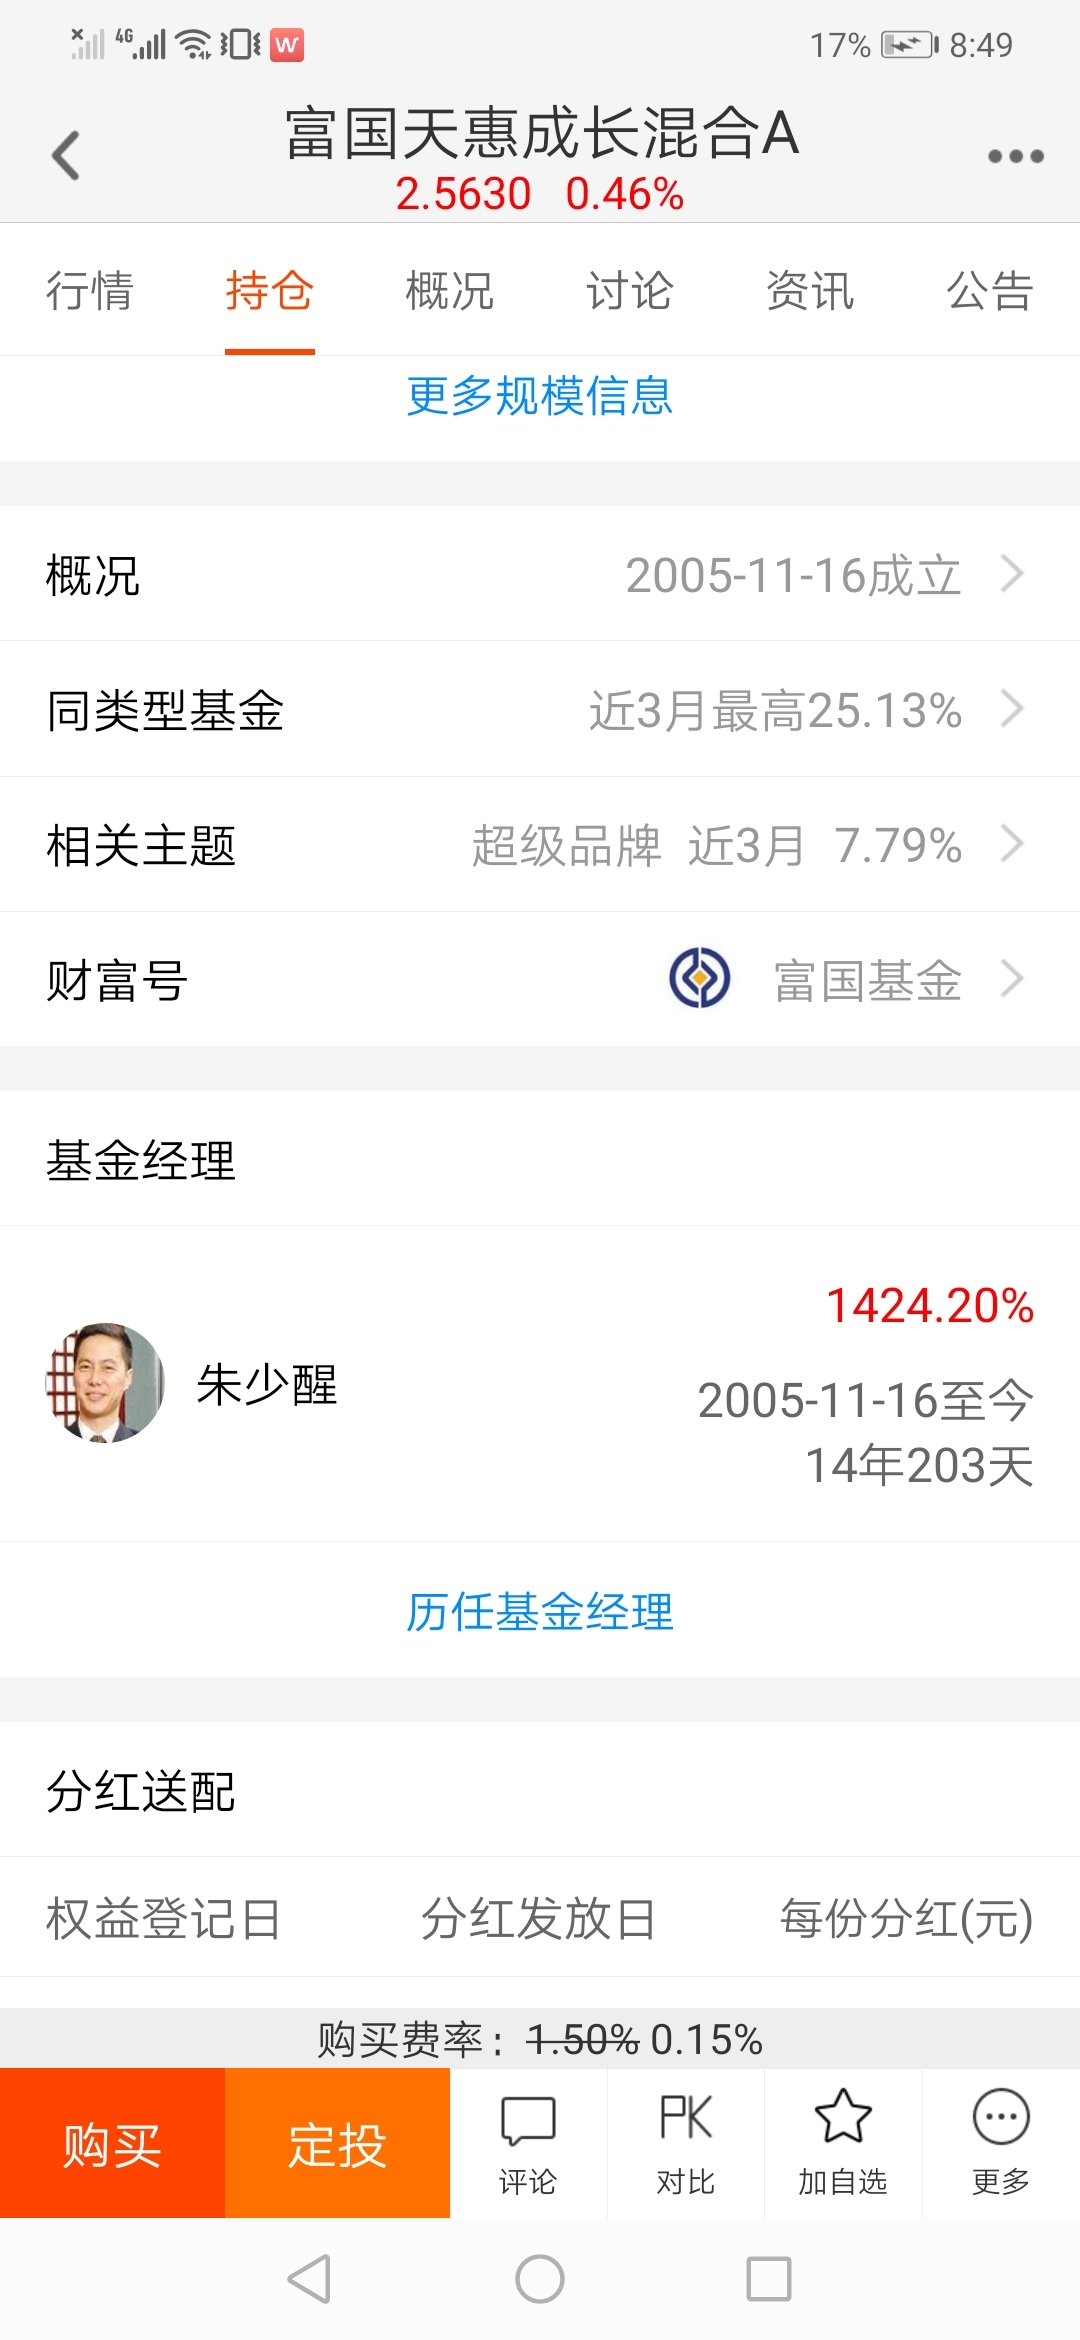 4G W 17% 8:49
富国天惠成长混合A
2.5630 0.46%
行情 持仓 概况 讨论 资讯 公告
更多规模信息
概况 2005-11-16成立
同类型基金 近3月最高25.13%
相关主题 超级品牌 近3月 7.79%
财富号 富国基金
基金经理
1424.20%
朱少醒
2005-11-16至今
14年203天
历任基金经理
分红送配
权益登记日 分红发放日 每份分红(元)
购买费率：1.50% 0.15%
购买 定投 评论 PK 对比 加自选 更多